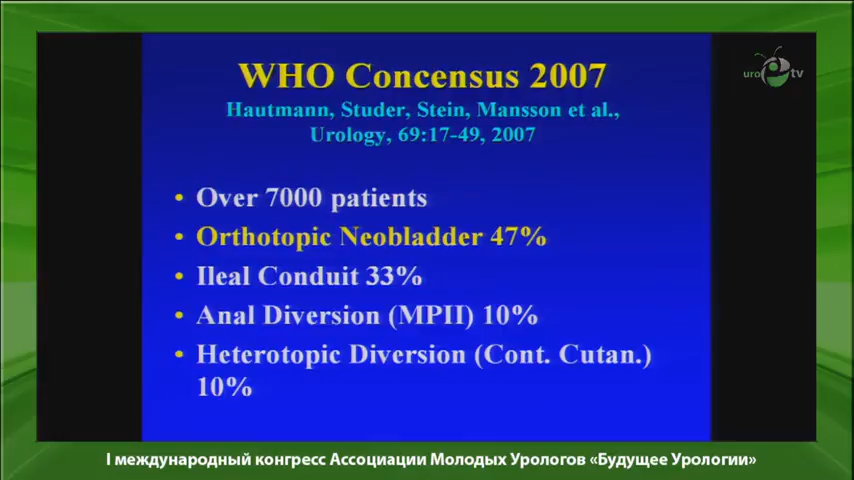 WHO Concensus 2007
Hautmann, Studer, Stein, Mansson et al.,
Urology, 69:17-49, 2007
uro tv
• Over 7000 patients
• Orthotopic Neobladder 47%
• Ileal Conduit 33%
• Anal Diversion (MPII) 10%
• Heterotopic Diversion (Cont. Cutan.)
10%
I международный конгресс Ассоциации Молодых Урологов «Будущее Урологии»